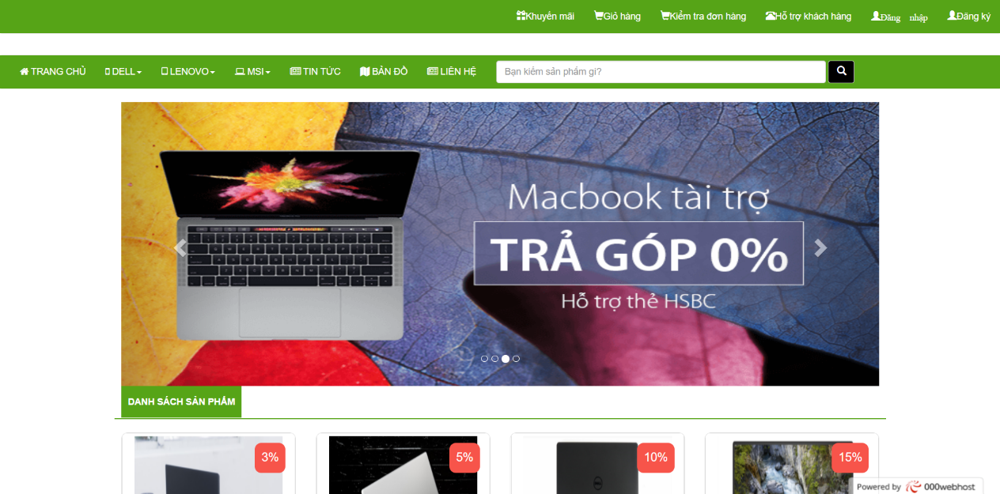 Khuyến mãi Giỏ hàng Kiểm tra đơn hàng Hỗ trợ khách hàng Đăng nhập Đăng ký
TRANG CHỦ DELL LENOVO MSI TIN TỨC BẢN ĐỒ LIÊN HỆ Bạn kiếm sản phẩm gì?
Macbook tài trợ
TRẢ GÓP 0%
Hỗ trợ thẻ HSBC
DANH SÁCH SẢN PHẨM
3% 5% 10% 15%
Powered by 000webhost